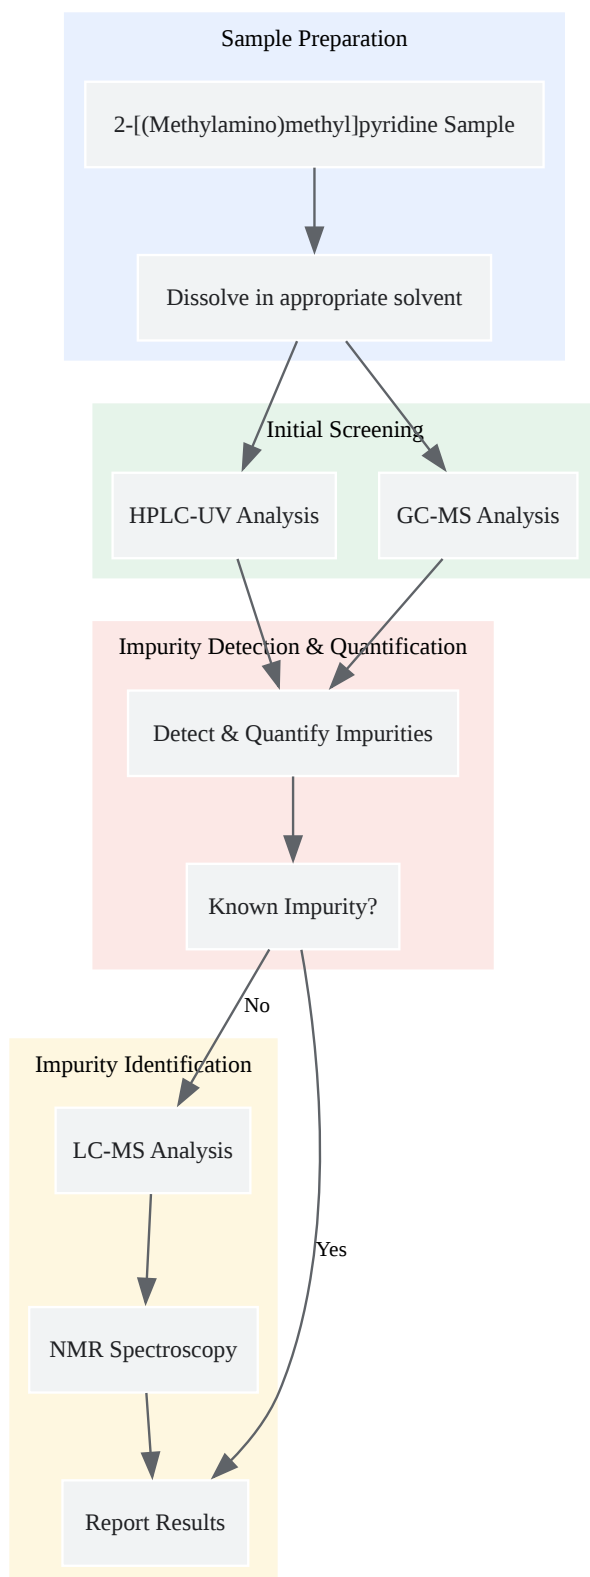 Sample Preparation
2-[(Methylamino)methyl]pyridine Sample
Dissolve in appropriate solvent
Initial Screening
HPLC-UV Analysis
GC-MS Analysis
Impurity Detection & Quantification
Detect & Quantify Impurities
Known Impurity?
No
Impurity Identification
LC-MS Analysis
Yes
NMR Spectroscopy
Report Results